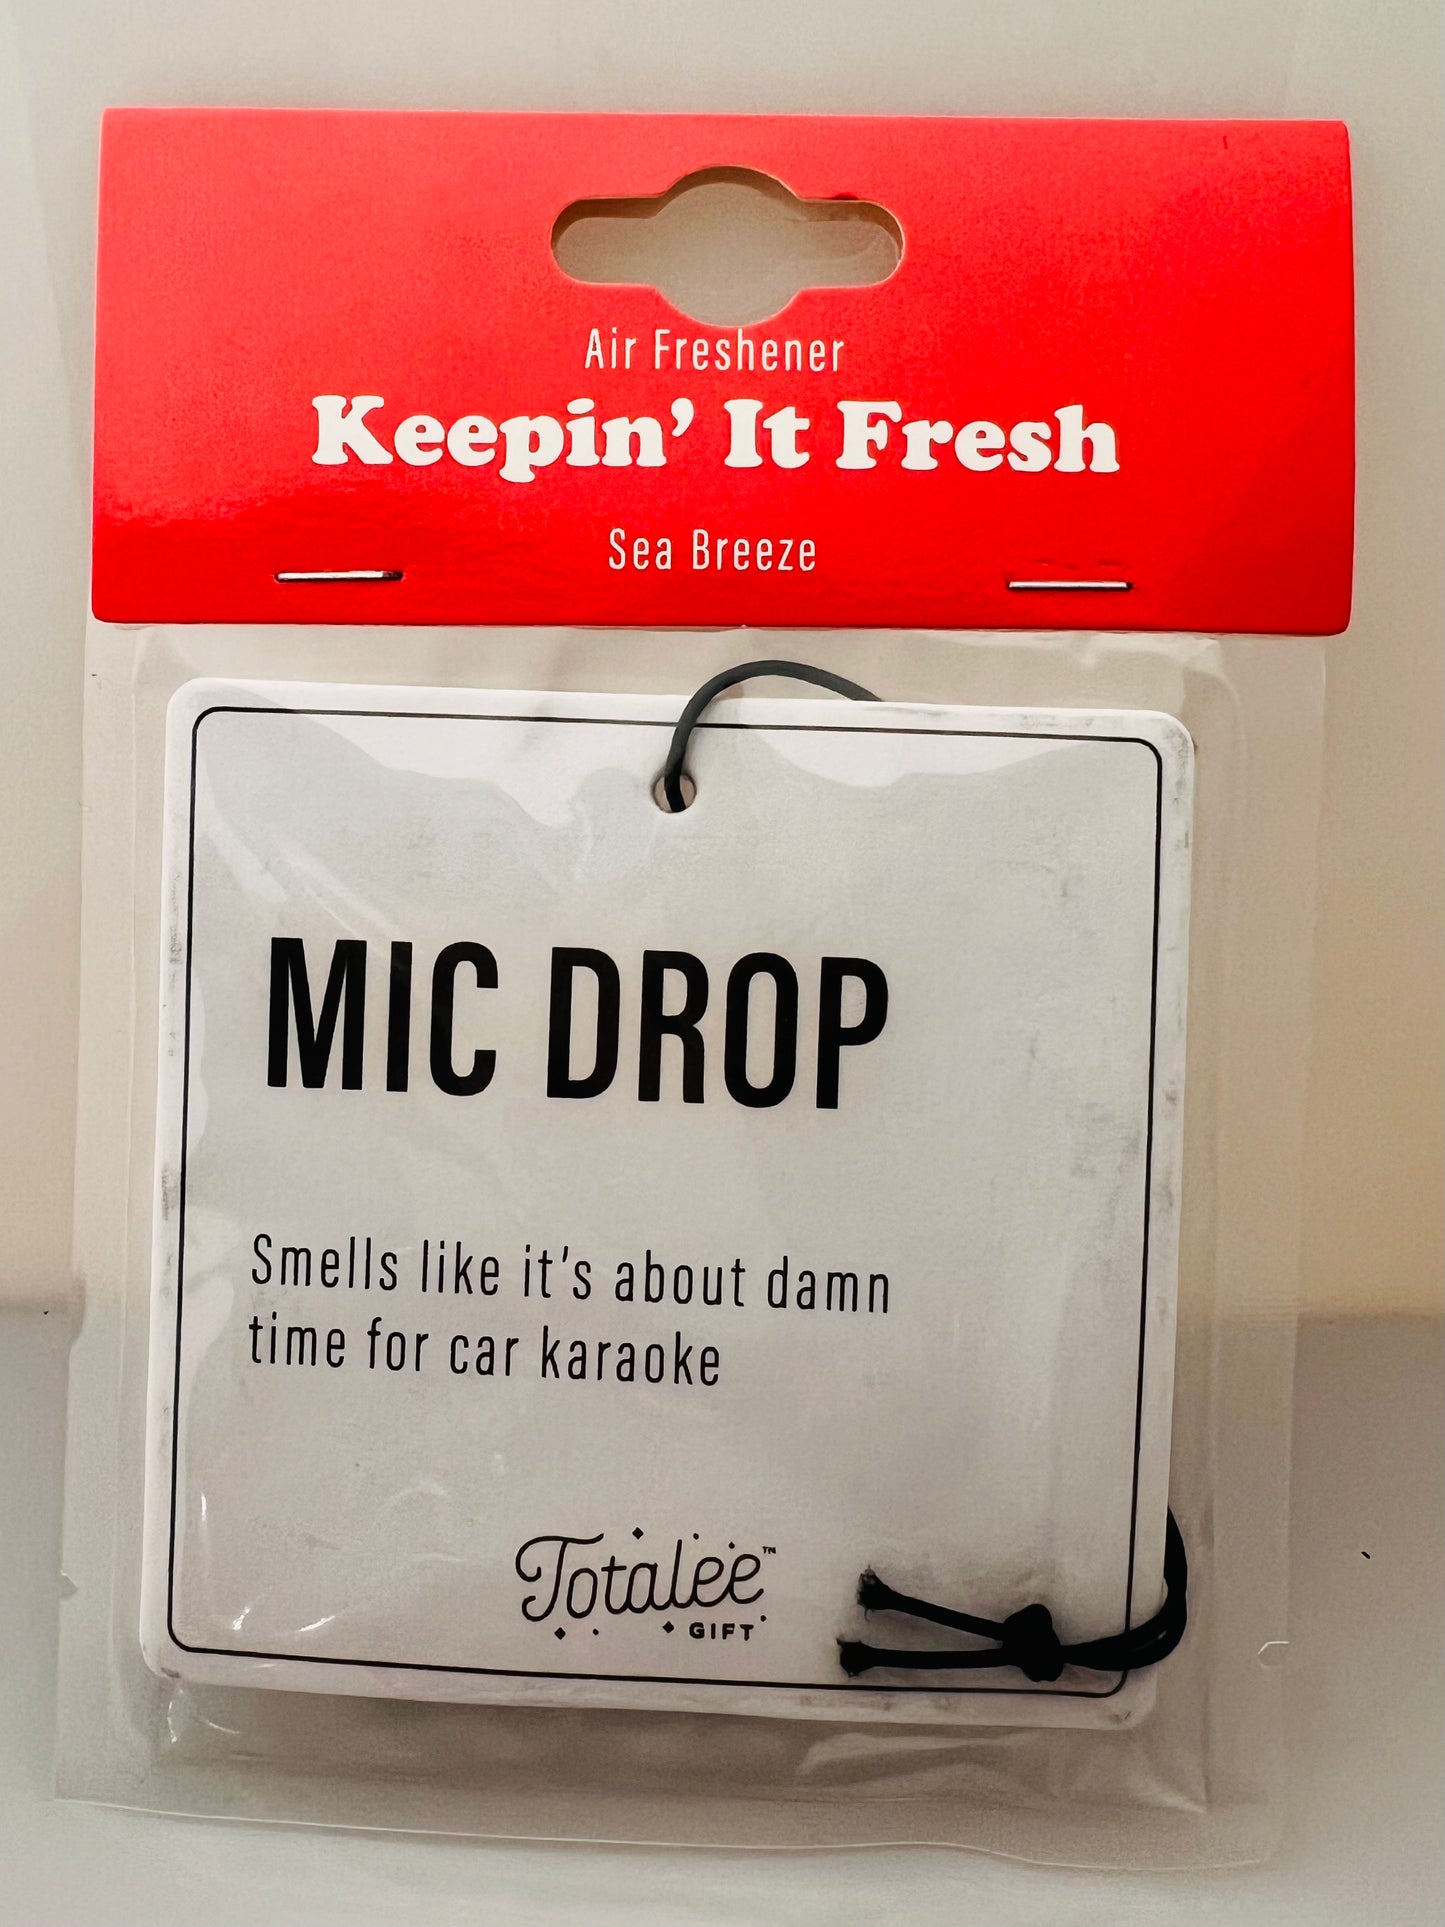 Air Freshener
Keepin' It Fresh
Sea Breeze
MIC DROP
Smells like it's about damn
time for car karaoke
Totalee™
GIFT